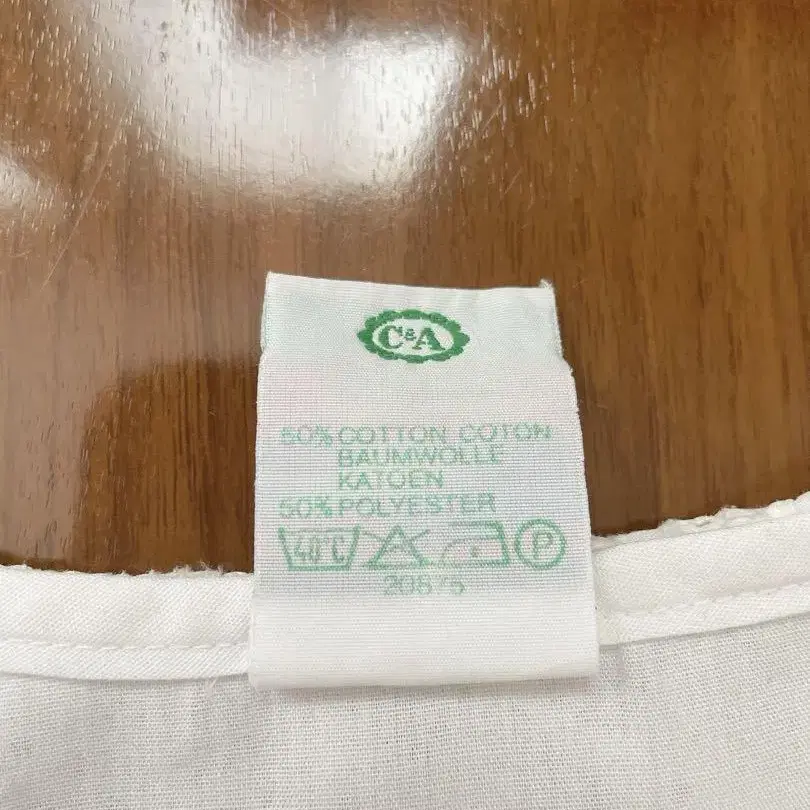 C&A
50% COTTON COTON
BAUMWOLLE
KATOEN
50% POLYESTER
40°C P
20575